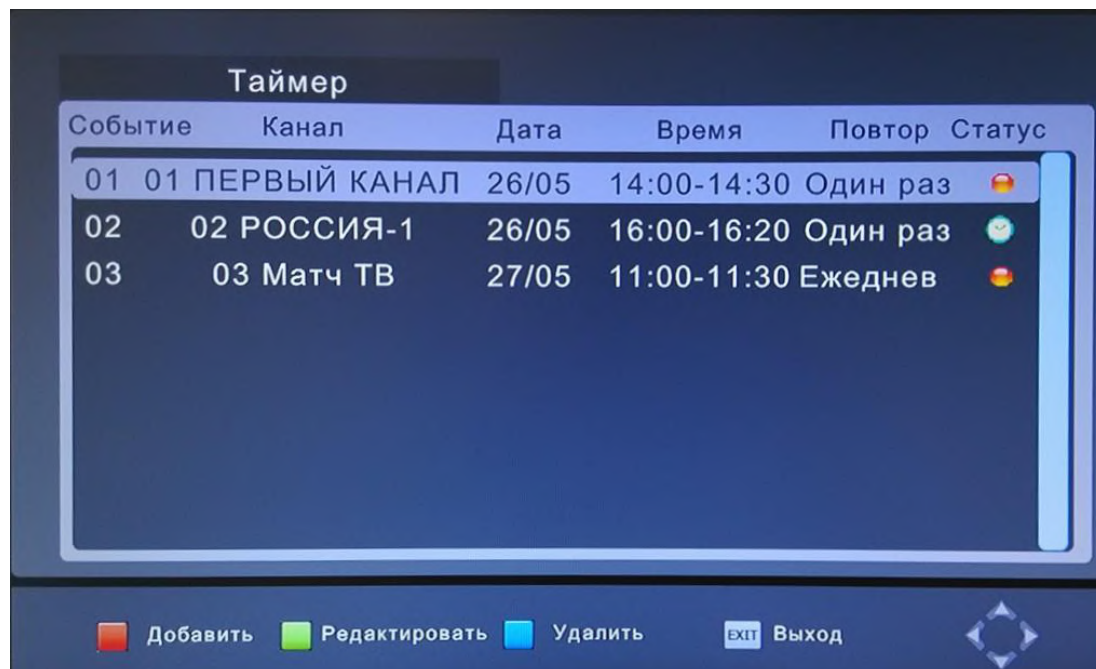 Таймер
Событие Канал Дата Время Повтор Статус
01 01 ПЕРВЫЙ КАНАЛ 26/05 14:00-14:30 Один раз
02 02 РОССИЯ-1 26/05 16:00-16:20 Один раз
03 03 Матч ТВ 27/05 11:00-11:30 Ежеднев
Добавить Редактировать Удалить EXIT Выход